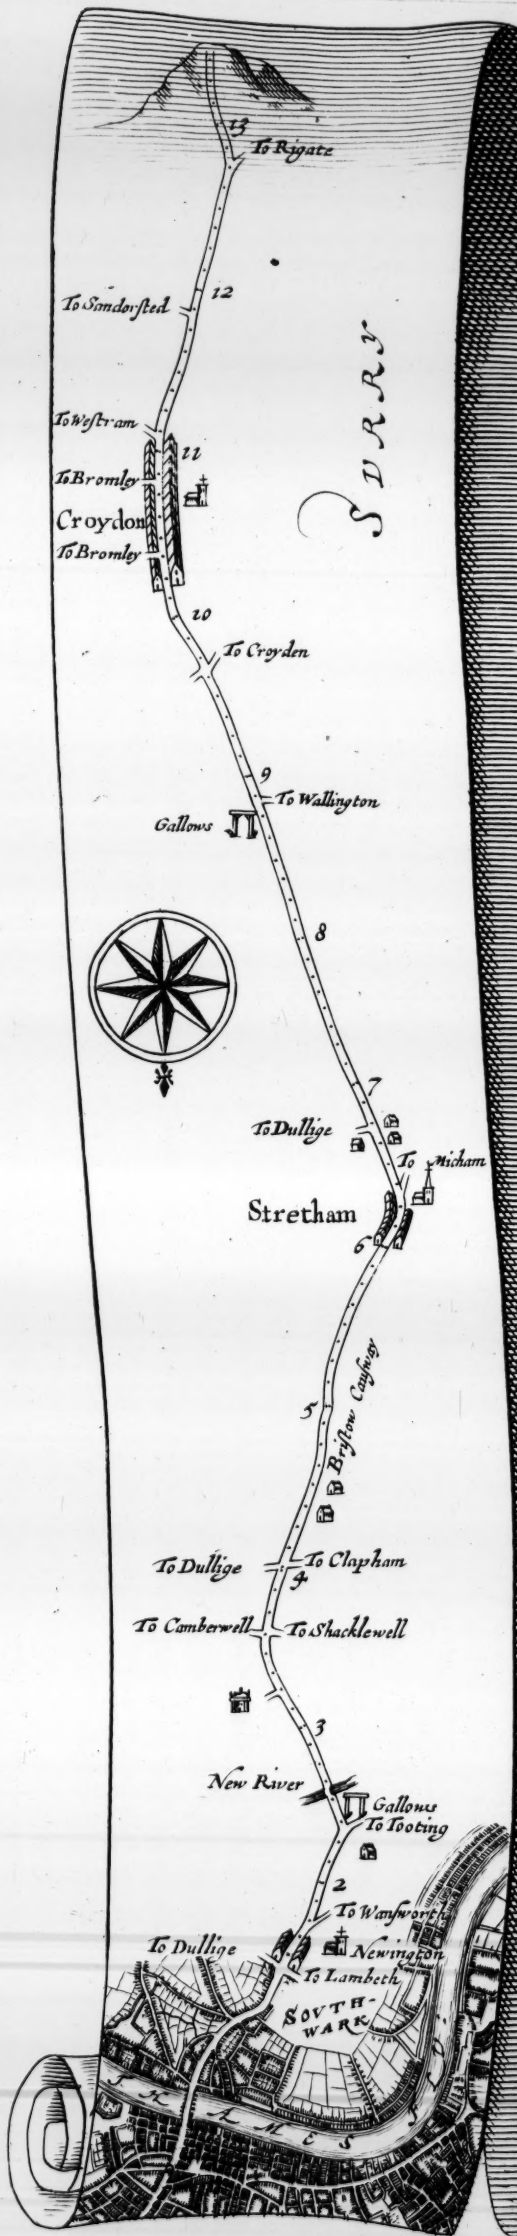 13
To Rigate
12
To Sandersted
SURRY
To Westram
11
To Bromley
Croydon
To Bromley
10
To Croyden
9
To Wallington
Gallows
8
7
To Dullige
To Micham
Stretham
6
Bristow Causway
5
To Dullige
To Clapham
4
To Camberwell
To Shacklewell
3
New River
Gallows
To Tooting
2
To Wansworth
To Dullige
Newington
To Lambeth
SOVTH-
WARK
THAMES FLU